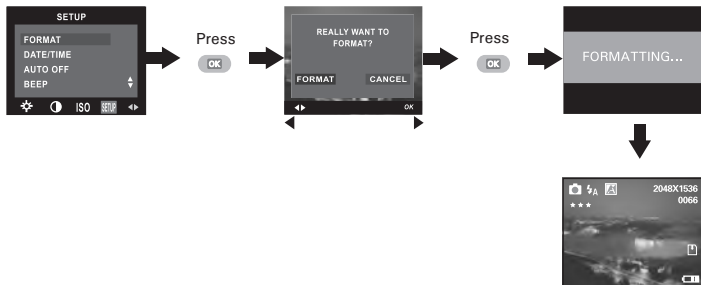 SETUP
FORMAT
DATE/TIME
AUTO OFF
BEEP
ISO SETUP
Press
OK
REALLY WANT TO
FORMAT?
FORMAT CANCEL
OK
Press
OK
FORMATTING...
A 2048X1536
0066